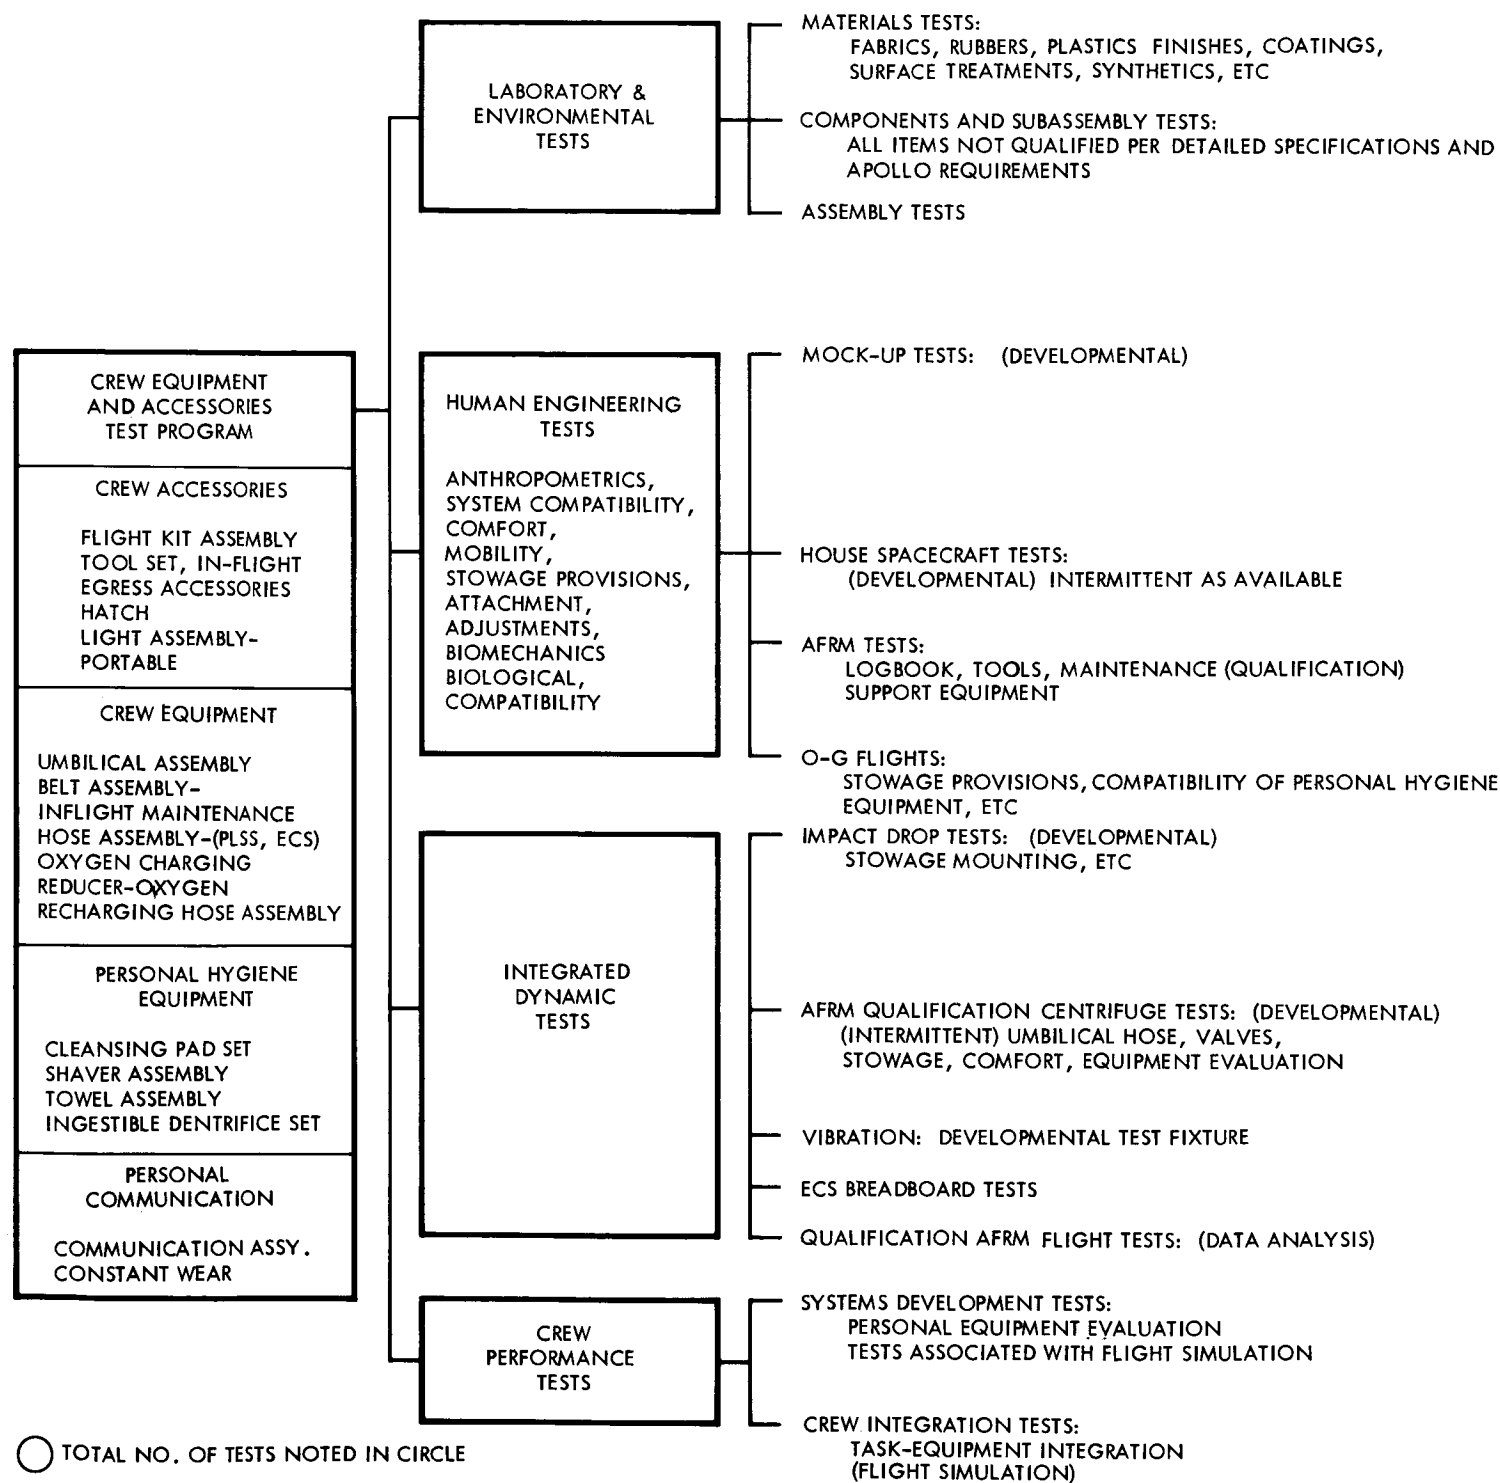 CREW EQUIPMENT
AND ACCESSORIES
TEST PROGRAM
CREW ACCESSORIES
FLIGHT KIT ASSEMBLY
TOOL SET, IN-FLIGHT
EGRESS ACCESSORIES
HATCH
LIGHT ASSEMBLY-
PORTABLE
CREW EQUIPMENT
UMBILICAL ASSEMBLY
BELT ASSEMBLY-
INFLIGHT MAINTENANCE
HOSE ASSEMBLY-(PLSS, ECS)
OXYGEN CHARGING
REDUCER-OXYGEN
RECHARGING HOSE ASSEMBLY
PERSONAL HYGIENE
EQUIPMENT
CLEANSING PAD SET
SHAVER ASSEMBLY
TOWEL ASSEMBLY
INGESTIBLE DENTRIFICE SET
PERSONAL
COMMUNICATION
COMMUNICATION ASSY.
CONSTANT WEAR
LABORATORY &
ENVIRONMENTAL
TESTS
MATERIALS TESTS:
FABRICS, RUBBERS, PLASTICS FINISHES, COATINGS,
SURFACE TREATMENTS, SYNTHETICS, ETC
COMPONENTS AND SUBASSEMBLY TESTS:
ALL ITEMS NOT QUALIFIED PER DETAILED SPECIFICATIONS AND
APOLLO REQUIREMENTS
ASSEMBLY TESTS
HUMAN ENGINEERING
TESTS
ANTHROPOMETRICS,
SYSTEM COMPATIBILITY,
COMFORT,
MOBILITY,
STOWAGE PROVISIONS,
ATTACHMENT,
ADJUSTMENTS,
BIOMECHANICS
BIOLOGICAL,
COMPATIBILITY
MOCK-UP TESTS: (DEVELOPMENTAL)
HOUSE SPACECRAFT TESTS:
(DEVELOPMENTAL) INTERMITTENT AS AVAILABLE
AFRM TESTS:
LOGBOOK, TOOLS, MAINTENANCE (QUALIFICATION)
SUPPORT EQUIPMENT
O-G FLIGHTS:
STOWAGE PROVISIONS, COMPATIBILITY OF PERSONAL HYGIENE
EQUIPMENT, ETC
INTEGRATED
DYNAMIC
TESTS
IMPACT DROP TESTS: (DEVELOPMENTAL)
STOWAGE MOUNTING, ETC
AFRM QUALIFICATION CENTRIFUGE TESTS: (DEVELOPMENTAL)
(INTERMITTENT) UMBILICAL HOSE, VALVES,
STOWAGE, COMFORT, EQUIPMENT EVALUATION
VIBRATION: DEVELOPMENTAL TEST FIXTURE
ECS BREADBOARD TESTS
QUALIFICATION AFRM FLIGHT TESTS: (DATA ANALYSIS)
CREW
PERFORMANCE
TESTS
SYSTEMS DEVELOPMENT TESTS:
PERSONAL EQUIPMENT EVALUATION
TESTS ASSOCIATED WITH FLIGHT SIMULATION
CREW INTEGRATION TESTS:
TASK-EQUIPMENT INTEGRATION
(FLIGHT SIMULATION)
TOTAL NO. OF TESTS NOTED IN CIRCLE